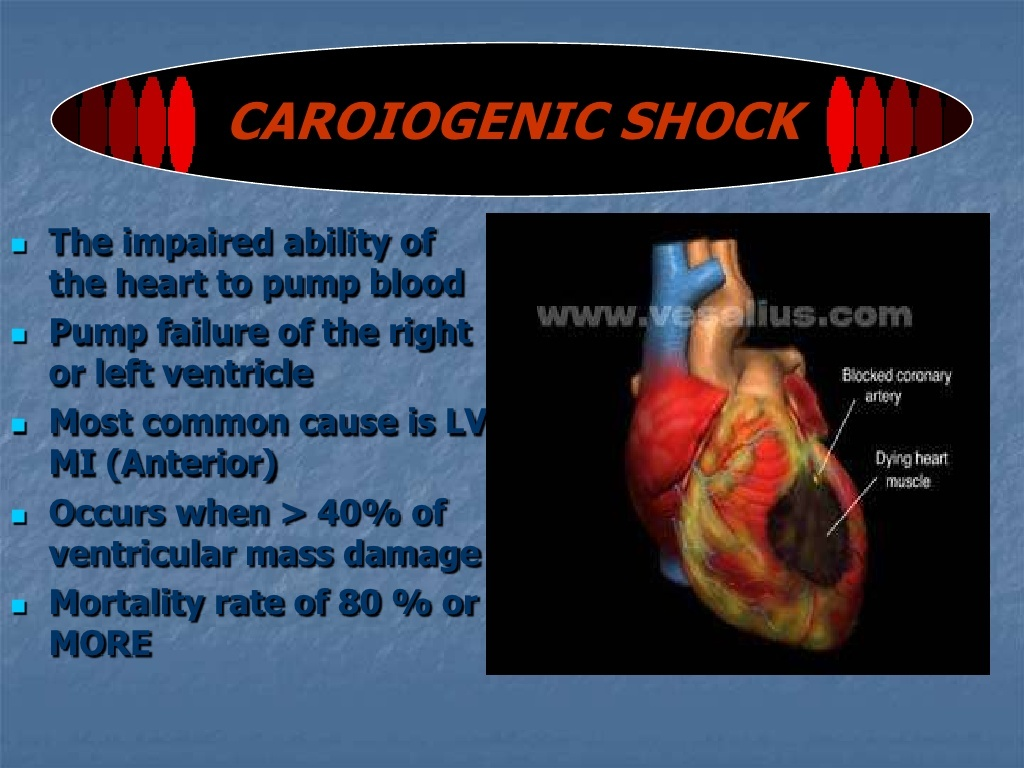 CAROIOGENIC SHOCK
The impaired ability of
the heart to pump blood
Pump failure of the right
or left ventricle
Most common cause is LV
MI (Anterior)
Occurs when > 40% of
ventricular mass damage
Mortality rate of 80 % or
MORE
www.vesalius.com
Blocked coronary
artery
Dying heart
muscle